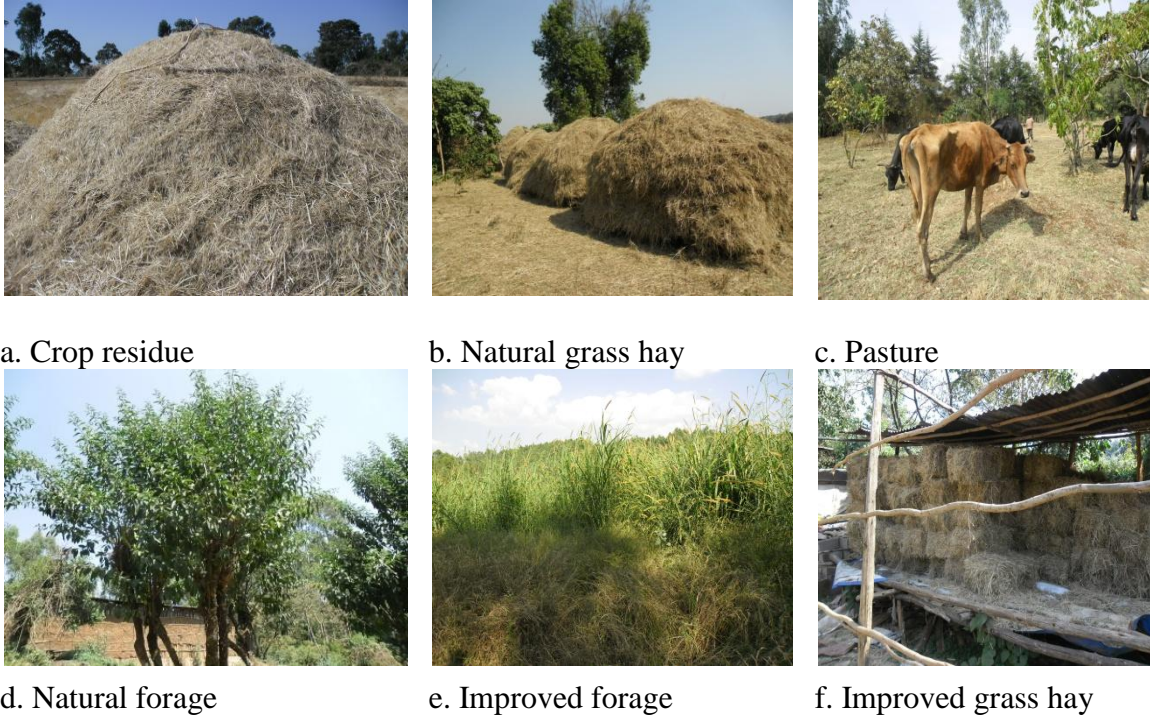 a. Crop residue
b. Natural grass hay
c. Pasture
d. Natural forage
e. Improved forage
f. Improved grass hay